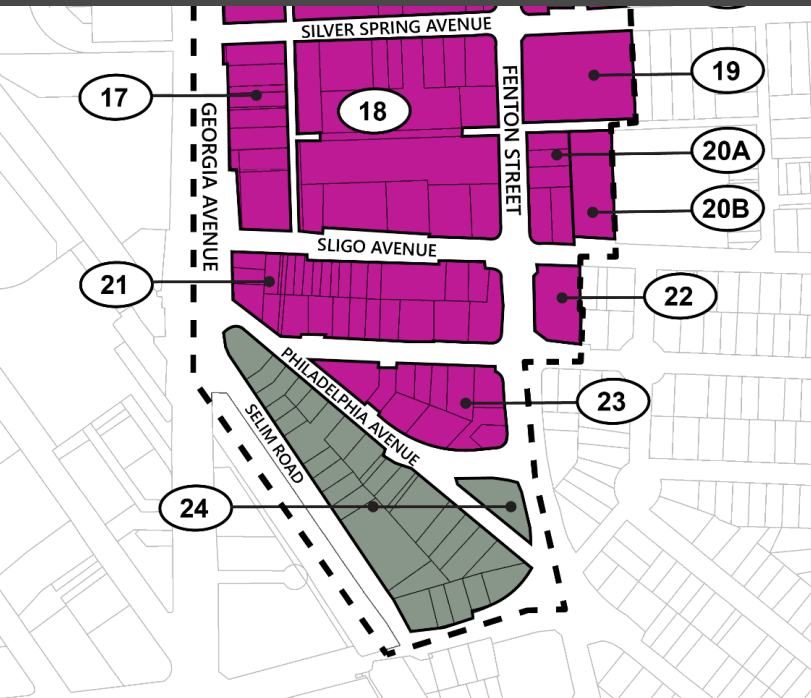 SILVER SPRING AVENUE
17
18
19
GEORGIA AVENUE
FENTON STREET
20A
20B
SLIGO AVENUE
21
22
PHILADELPHIA AVENUE
23
SELIM ROAD
24